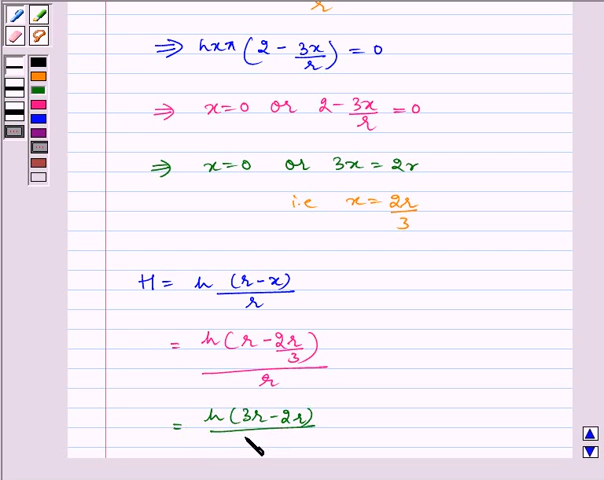 r
⇒ hxπ (2 - 3x/r) = 0
⇒ x=0 or 2 - 3x/r = 0
⇒ x=0 or 3x = 2r
i.e x = 2r/3
H = h (r-x)/r
= h(r - 2r/3)/r
= h(3r-2r)